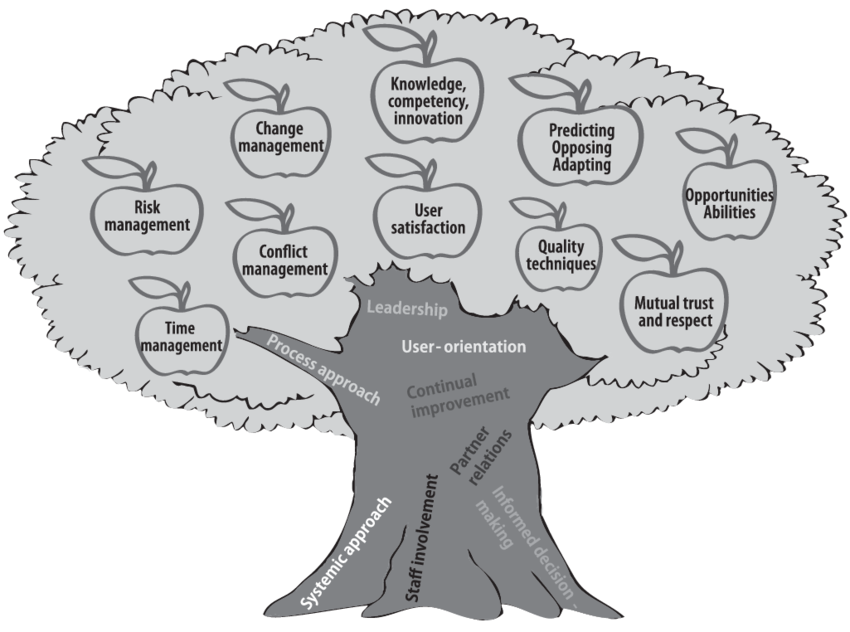 Knowledge,
competency,
innovation
Change
management
Predicting
Opposing
Adapting
Opportunities
Abilities
Risk
management
User
satisfaction
Conflict
management
Quality
techniques
Time
management
Mutual trust
and respect
Leadership
User-orientation
Process approach
Continual
improvement
Partner
relations
Systemic approach
Staff involvement
Informed decision-
making